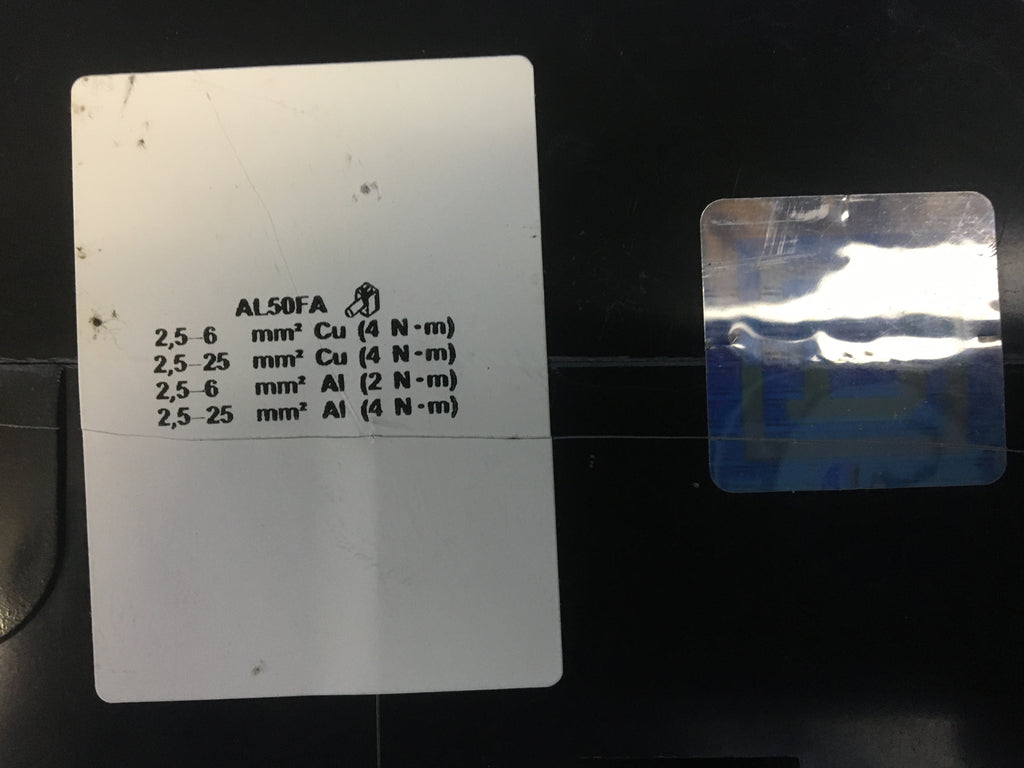 AL50FA
2,5-6 mm² Cu (4 N·m)
2,5-25 mm² Cu (4 N·m)
2,5-6 mm² Al (2 N·m)
2,5-25 mm² Al (4 N·m)